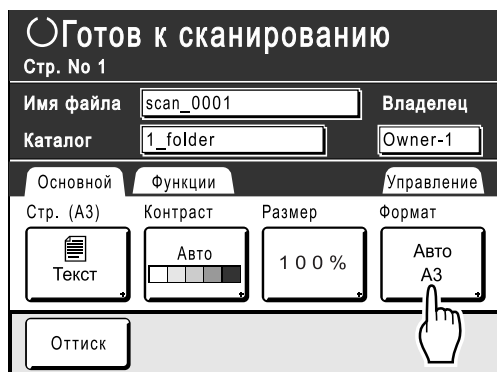 Готов к сканированию
Стр. No 1
Имя файла scan_0001 Владелец
Каталог 1_folder Owner-1
Основной Функции Управление
Стр. (A3) Контраст Размер Формат
Текст Авто 100% Авто A3
Оттиск